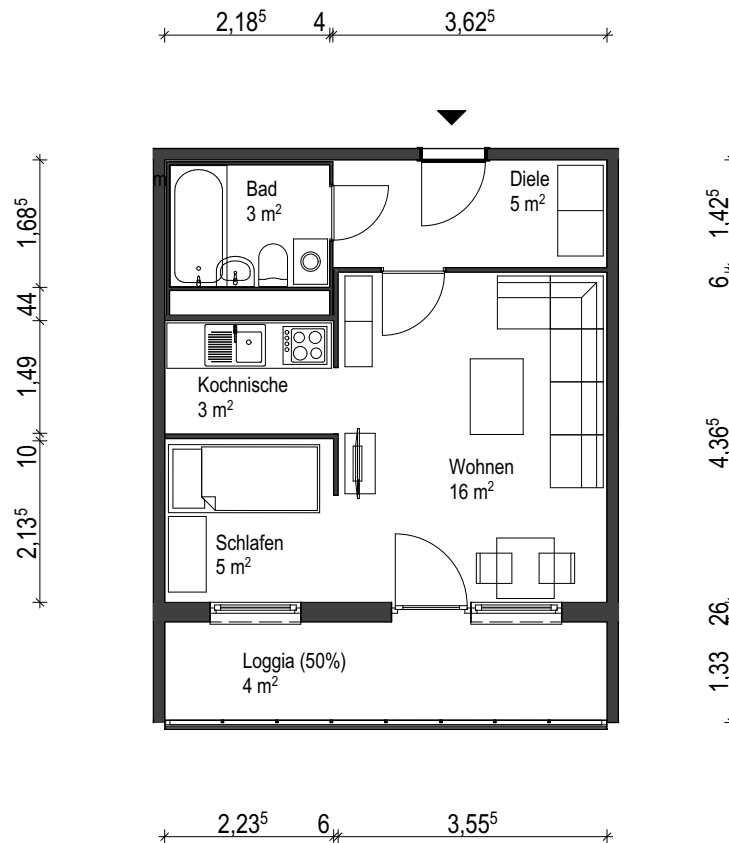 2,18⁵ 4 3,62⁵
m
Bad
3 m²
Diele
5 m²
1,68⁵
44
1,49
10
2,13⁵
1,42⁵
6
4,36⁵
26
1,33
Kochnische
3 m²
Wohnen
16 m²
Schlafen
5 m²
Loggia (50%)
4 m²
2,23⁵ 6 3,55⁵